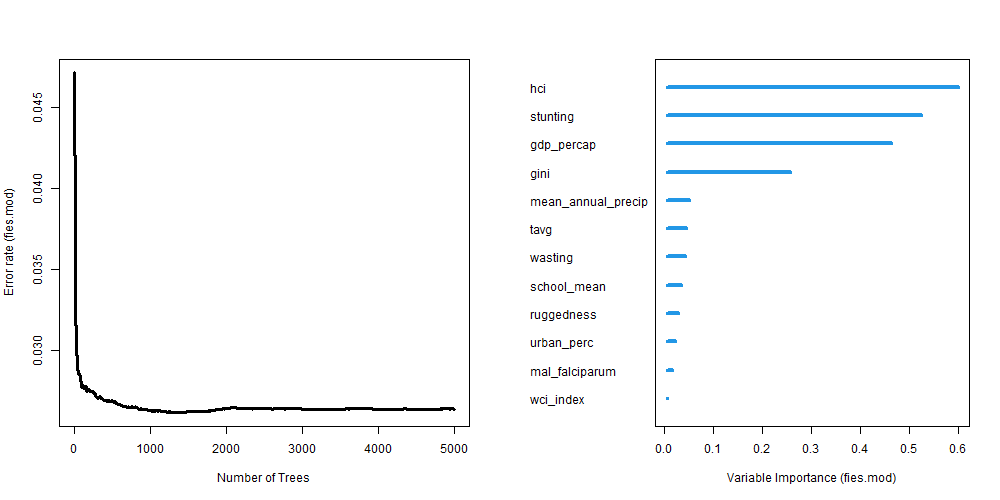 Error rate (fies.mod)
0.045
0.040
0.035
0.030
0
1000
2000
3000
4000
5000
Number of Trees
hci
stunting
gdp_percap
gini
mean_annual_precip
tavg
wasting
school_mean
ruggedness
urban_perc
mal_falciparum
wci_index
0.0
0.1
0.2
0.3
0.4
0.5
0.6
Variable Importance (fies.mod)